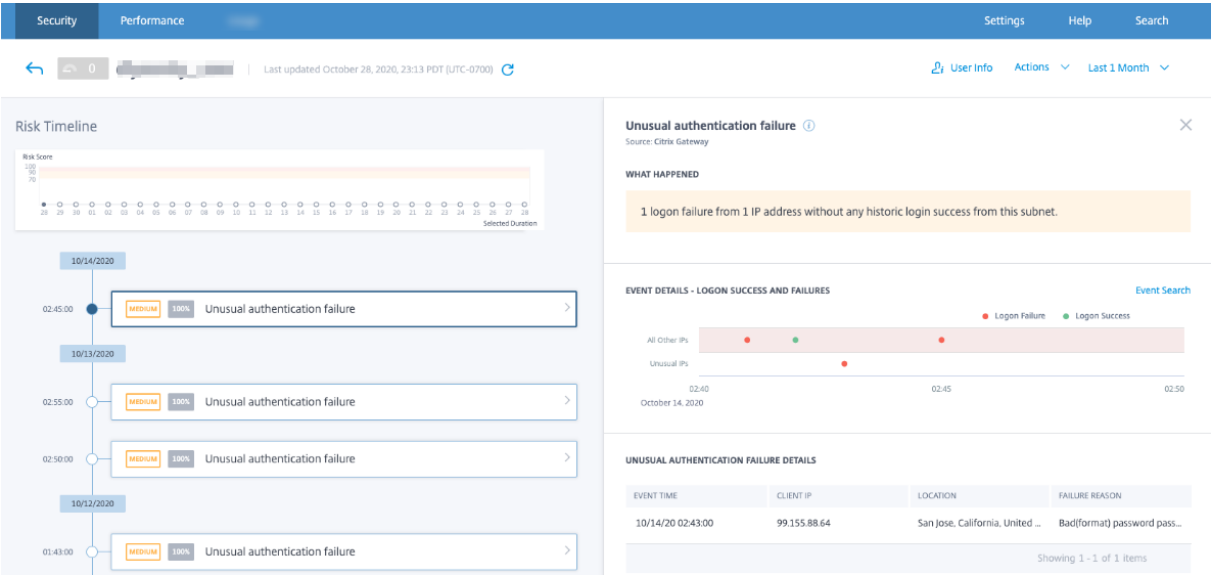 Security Performance Settings Help Search
0 Last updated October 28, 2020, 23:13 PDT (UTC-0700) User Info Actions Last 1 Month
Risk Timeline
Risk Score
100
90
70
28 29 30 01 02 03 04 05 06 07 08 09 10 11 12 13 14 15 16 17 18 19 20 21 22 23 24 25 26 27 28
Selected Duration
10/14/2020
02:45:00 MEDIUM 100% Unusual authentication failure
10/13/2020
02:55:00 MEDIUM 100% Unusual authentication failure
02:50:00 MEDIUM 100% Unusual authentication failure
10/12/2020
01:43:00 MEDIUM 100% Unusual authentication failure
Unusual authentication failure
Source: Citrix Gateway
WHAT HAPPENED
1 logon failure from 1 IP address without any historic login success from this subnet.
EVENT DETAILS - LOGON SUCCESS AND FAILURES Event Search
Logon Failure Logon Success
All Other IPs
Unusual IPs
02:40 02:45 02:50
October 14, 2020
UNUSUAL AUTHENTICATION FAILURE DETAILS
EVENT TIME CLIENT IP LOCATION FAILURE REASON
10/14/20 02:43:00 99.155.88.64 San Jose, California, United ... Bad(format) password pass...
Showing 1 - 1 of 1 items